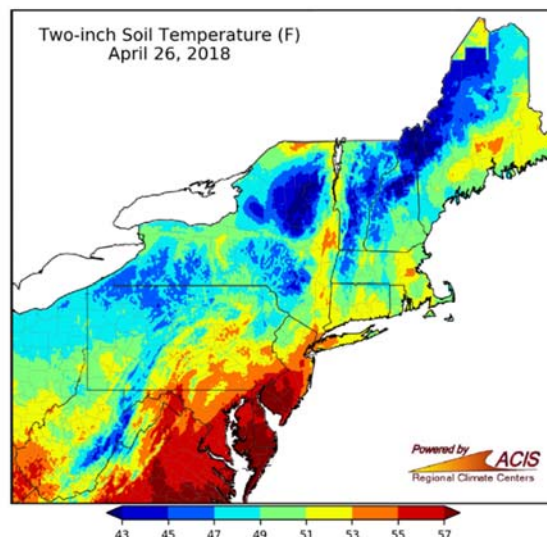 Two-inch Soil Temperature (F)
April 26, 2018
Powered by
ACIS
Regional Climate Centers
43 45 47 49 51 53 55 57